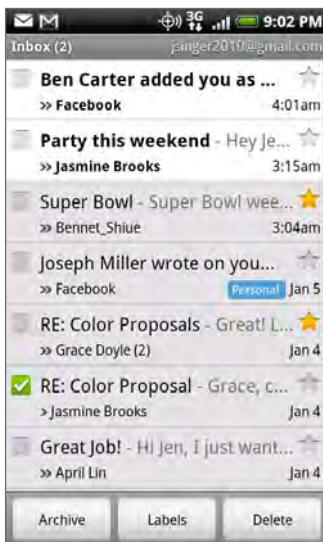 3G 9:02 PM
Inbox (2) jsinger2010@gmail.com
Ben Carter added you as ...
» Facebook 4:01am
Party this weekend - Hey Je...
» Jasmine Brooks 3:15am
Super Bowl - Super Bowl wee...
» Bennet_Shiue 3:04am
Joseph Miller wrote on you...
» Facebook Personal Jan 5
RE: Color Proposals - Great! L...
» Grace Doyle (2) Jan 4
RE: Color Proposal - Grace, c...
› Jasmine Brooks Jan 4
Great Job! - Hi Jen, I just want...
» April Lin Jan 4
Archive Labels Delete